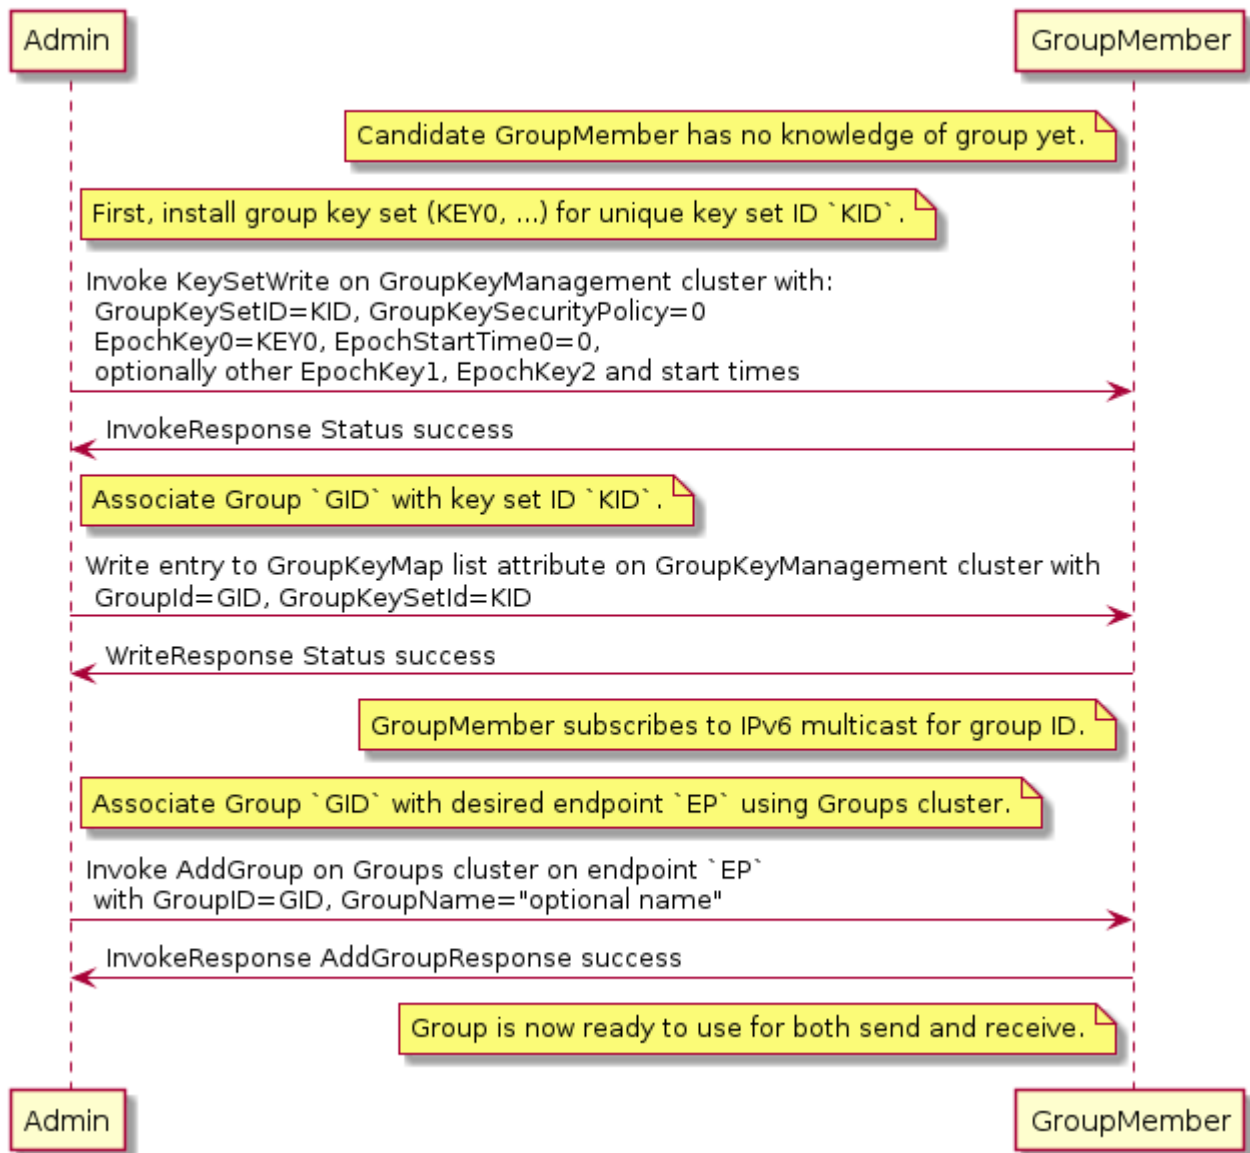 Admin
GroupMember
Candidate GroupMember has no knowledge of group yet.
First, install group key set (KEY0, ...) for unique key set ID `KID`.
Invoke KeySetWrite on GroupKeyManagement cluster with:
GroupKeySetID=KID, GroupKeySecurityPolicy=0
EpochKey0=KEY0, EpochStartTime0=0,
optionally other EpochKey1, EpochKey2 and start times
InvokeResponse Status success
Associate Group `GID` with key set ID `KID`.
Write entry to GroupKeyMap list attribute on GroupKeyManagement cluster with
GroupId=GID, GroupKeySetId=KID
WriteResponse Status success
GroupMember subscribes to IPv6 multicast for group ID.
Associate Group `GID` with desired endpoint `EP` using Groups cluster.
Invoke AddGroup on Groups cluster on endpoint `EP`
with GroupID=GID, GroupName="optional name"
InvokeResponse AddGroupResponse success
Group is now ready to use for both send and receive.
Admin
GroupMember